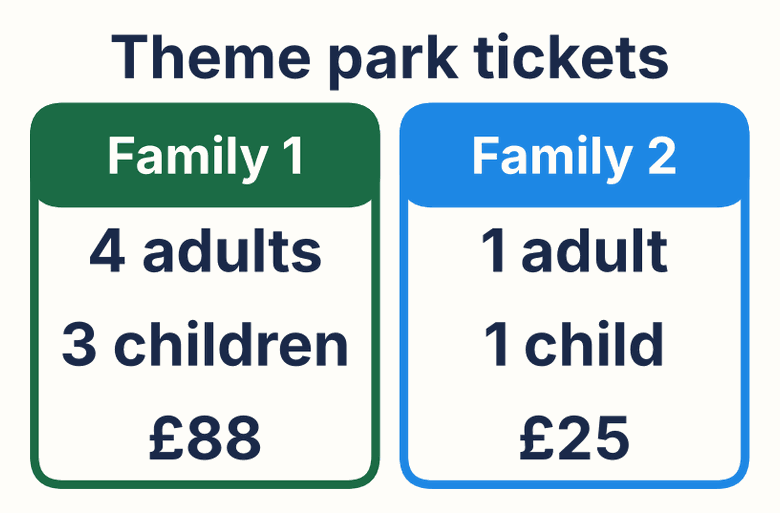 Theme park tickets
Family 1
4 adults
3 children
£88
Family 2
1 adult
1 child
£25